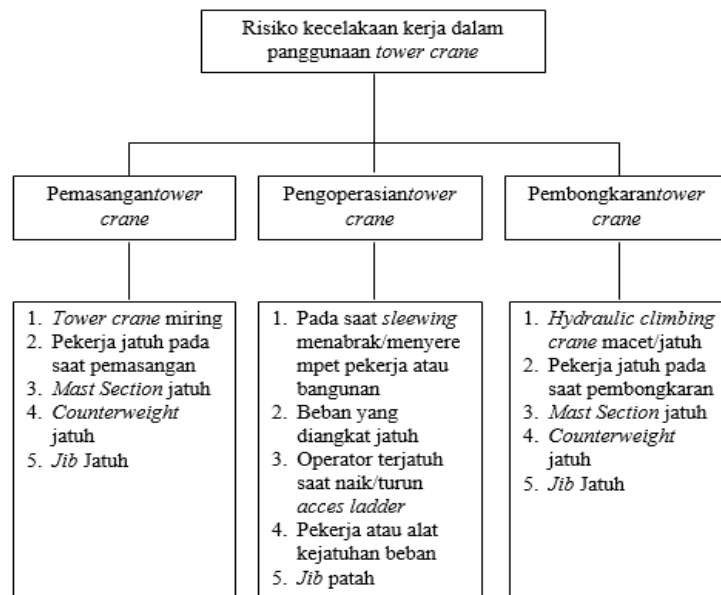 Risiko kecelakaan kerja dalam
panggunaan tower crane
Pemasangantower
crane
Pengoperasiantower
crane
Pembongkarantower
crane
1. Tower crane miring
2. Pekerja jatuh pada
saat pemasangan
3. Mast Section jatuh
4. Counterweight
jatuh
5. Jib Jatuh
1. Pada saat sleewing
menabrak/menyere
mpet pekerja atau
bangunan
2. Beban yang
diangkat jatuh
3. Operator terjatuh
saat naik/turun
acces ladder
4. Pekerja atau alat
kejatuhan beban
5. Jib patah
1. Hydraulic climbing
crane macet/jatuh
2. Pekerja jatuh pada
saat pembongkaran
3. Mast Section jatuh
4. Counterweight
jatuh
5. Jib Jatuh